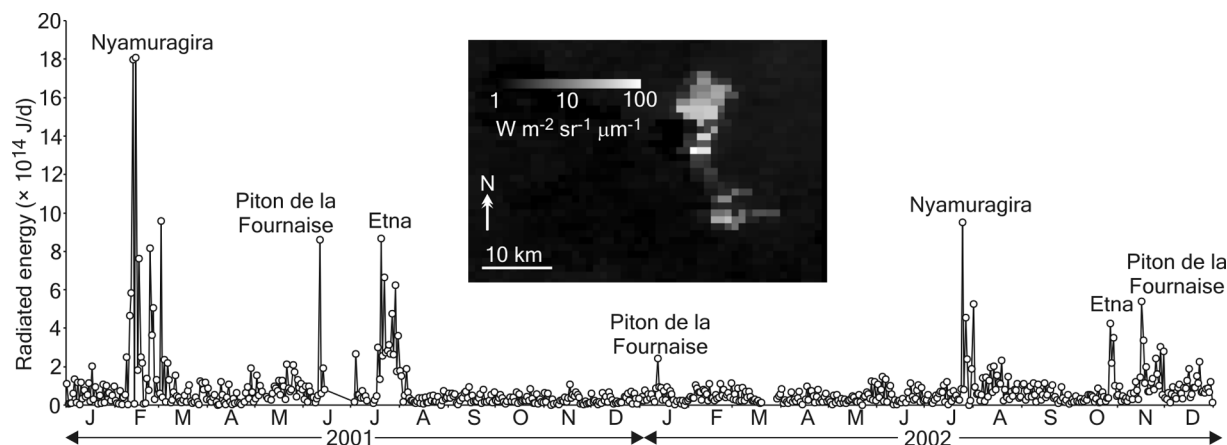 Radiated energy (× 10¹⁴ J/d)
20
18
16
14
12
10
8
6
4
2
0
Nyamuragira
Piton de la
Fournaise
Etna
1 10 100
W m⁻² sr⁻¹ μm⁻¹
N
10 km
Piton de la
Fournaise
Nyamuragira
Etna
Piton de la
Fournaise
J F M A M J J A S O N D J F M A M J J A S O N D
2001 2002